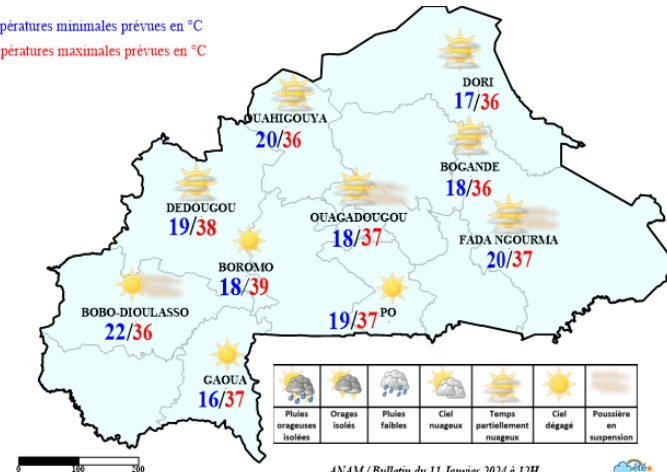 pératures minimales prévues en °C
pératures maximales prévues en °C
DORI
17/36
OUAHIGOUYA
20/36
BOGANDE
18/36
DEDOUGOU
19/38
OUAGADOUGOU
18/37
FADA NGOURMA
20/37
BOROMO
18/39
BOBO-DIOULASSO
22/36
19/37 PO
GAOUA
16/37
Pluies orageuses isolées
Orages isolés
Pluies faibles
Ciel nuageux
Temps partiellement nuageux
Ciel dégagé
Poussière en suspension
0 100 200
ANAM / Bulletin du 11 Janvier 2024 à 12H